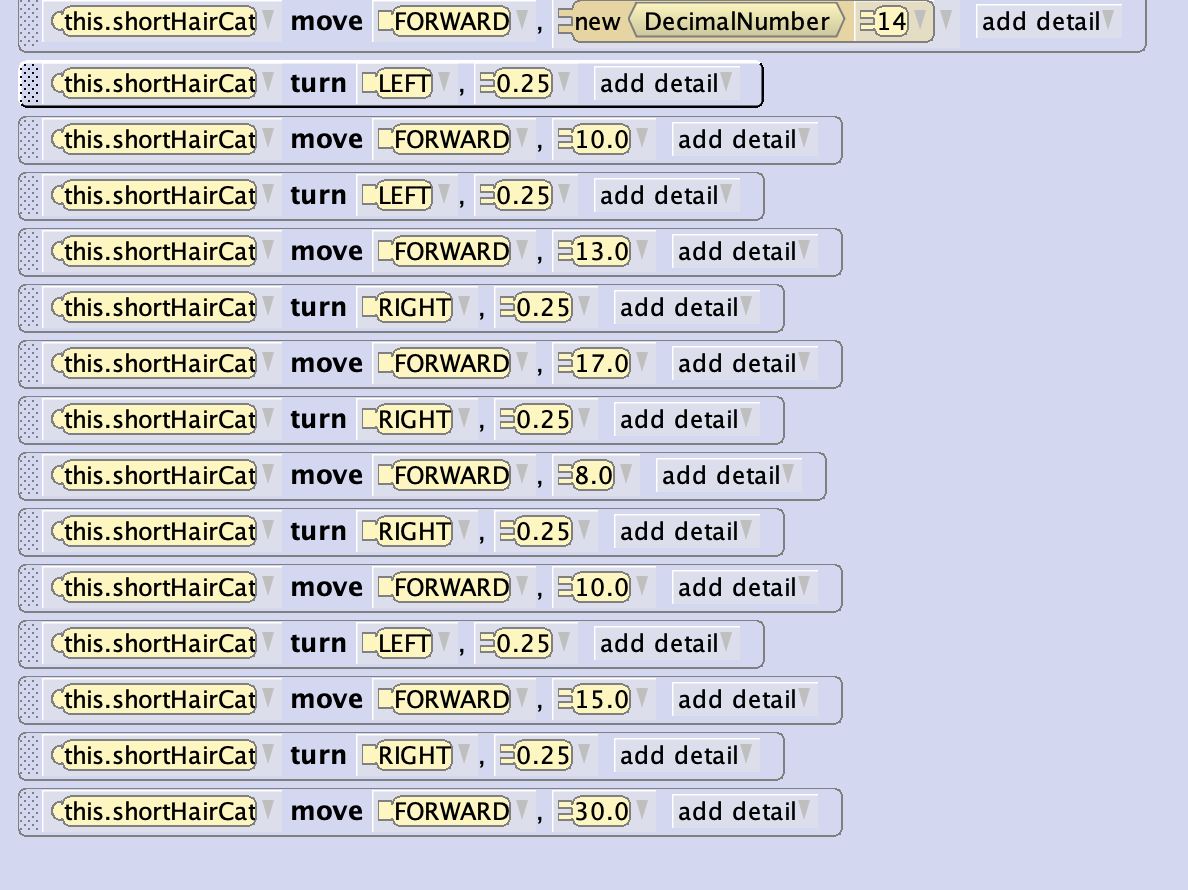 this.shortHairCat move FORWARD , new DecimalNumber 14 add detail
this.shortHairCat turn LEFT , 0.25 add detail
this.shortHairCat move FORWARD , 10.0 add detail
this.shortHairCat turn LEFT , 0.25 add detail
this.shortHairCat move FORWARD , 13.0 add detail
this.shortHairCat turn RIGHT , 0.25 add detail
this.shortHairCat move FORWARD , 17.0 add detail
this.shortHairCat turn RIGHT , 0.25 add detail
this.shortHairCat move FORWARD , 8.0 add detail
this.shortHairCat turn RIGHT , 0.25 add detail
this.shortHairCat move FORWARD , 10.0 add detail
this.shortHairCat turn LEFT , 0.25 add detail
this.shortHairCat move FORWARD , 15.0 add detail
this.shortHairCat turn RIGHT , 0.25 add detail
this.shortHairCat move FORWARD , 30.0 add detail